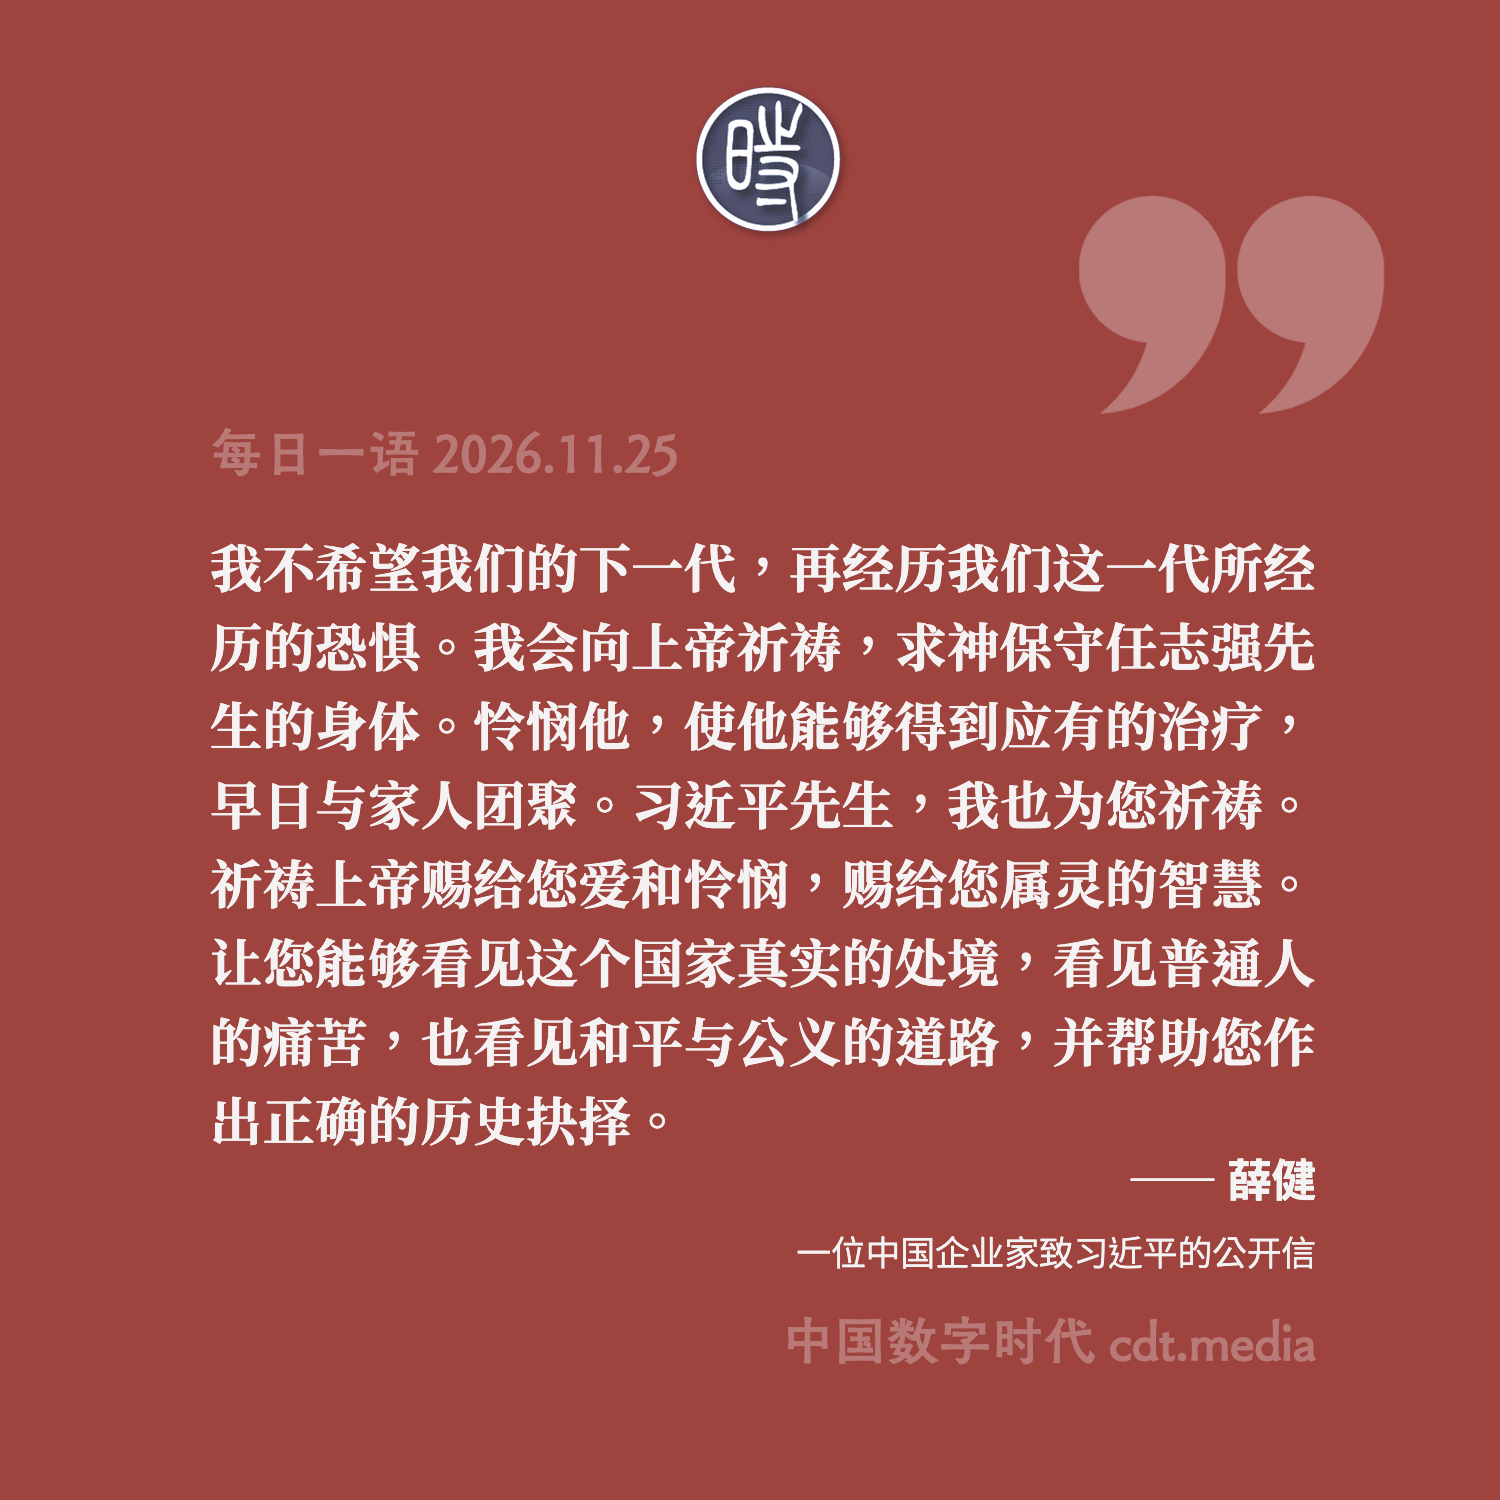 時
每日一语 2026.11.25
我不希望我们的下一代，再经历我们这一代所经
历的恐惧。我会向上帝祈祷，求神保守任志强先
生的身体。怜悯他，使他能够得到应有的治疗，
早日与家人团聚。习近平先生，我也为您祈祷。
祈祷上帝赐给您爱和怜悯，赐给您属灵的智慧。
让您能够看见这个国家真实的处境，看见普通人
的痛苦，也看见和平与公义的道路，并帮助您作
出正确的历史抉择。
—— 薛健
一位中国企业家致习近平的公开信
中国数字时代 cdt.media